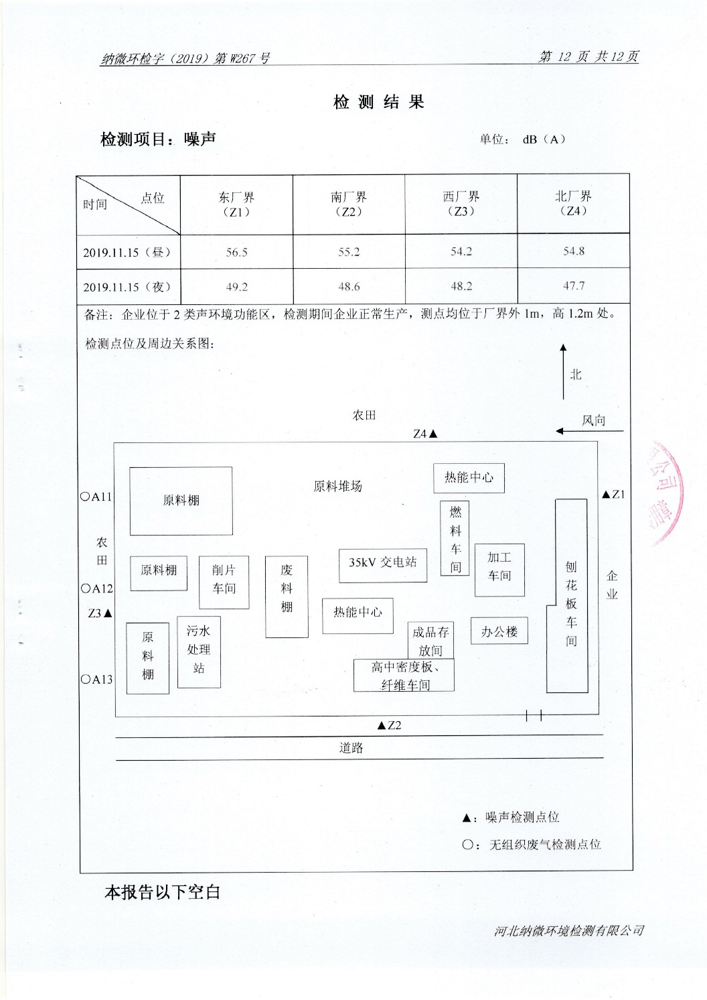 纳微环检字（2019）第 W267 号
第 12 页 共 12 页
检 测 结 果
检测项目：噪声
单位： dB（A）
点位
时间
东厂界
（Z1）
南厂界
（Z2）
西厂界
（Z3）
北厂界
（Z4）
2019.11.15（昼） 56.5 55.2 54.2 54.8
2019.11.15（夜） 49.2 48.6 48.2 47.7
备注：企业位于 2 类声环境功能区，检测期间企业正常生产，测点均位于厂界外 1m，高 1.2m 处。
检测点位及周边关系图：
北
农田
风向
Z4▲
热能中心
原料堆场
○A11
原料棚
▲Z1
燃料车间
农田
35kV 交电站
加工
车间
原料棚
削片
车间
废料棚
刨花板车间
企业
○A12
Z3▲
热能中心
原料棚
污水
处理
站
成品存
放间
办公楼
高中密度板、
纤维车间
○A13
▲Z2
道路
▲：噪声检测点位
○：无组织废气检测点位
本报告以下空白
河北纳微环境检测有限公司
公司